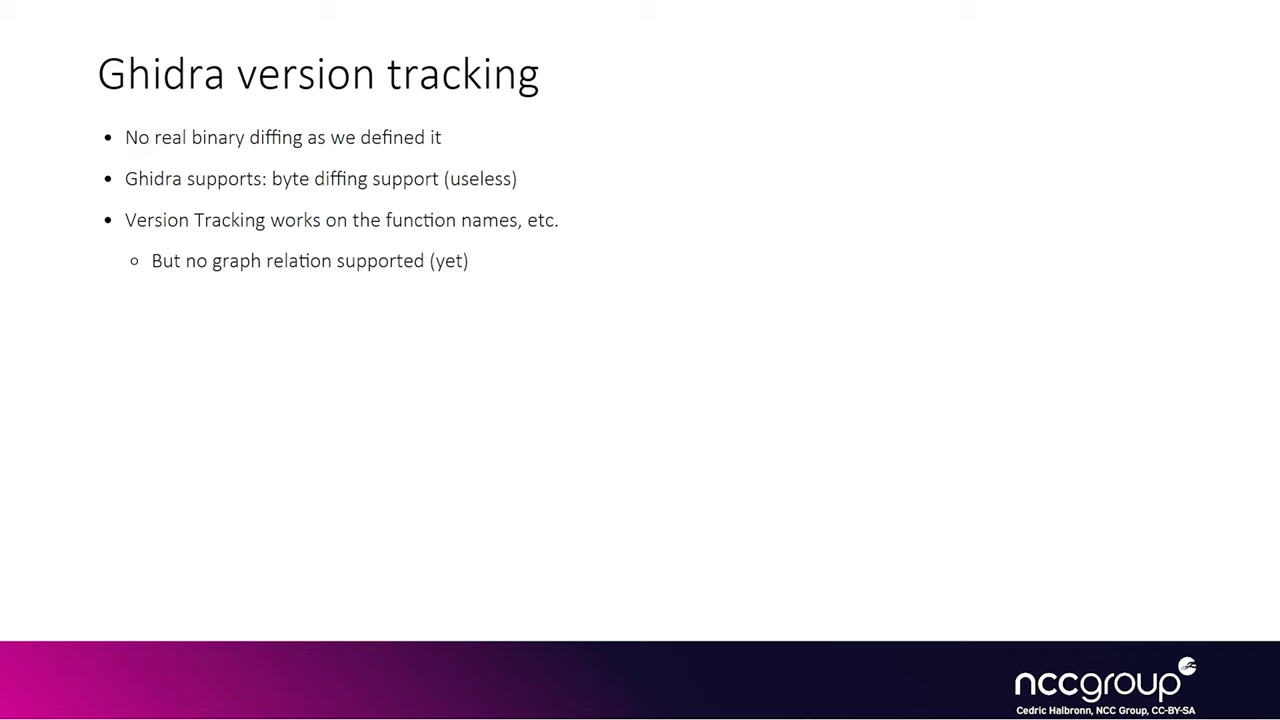 Ghidra version tracking
• No real binary diffing as we defined it
• Ghidra supports: byte diffing support (useless)
• Version Tracking works on the function names, etc.
○ But no graph relation supported (yet)
nccgroup
Cedric Halbronn, NCC Group, CC-BY-SA